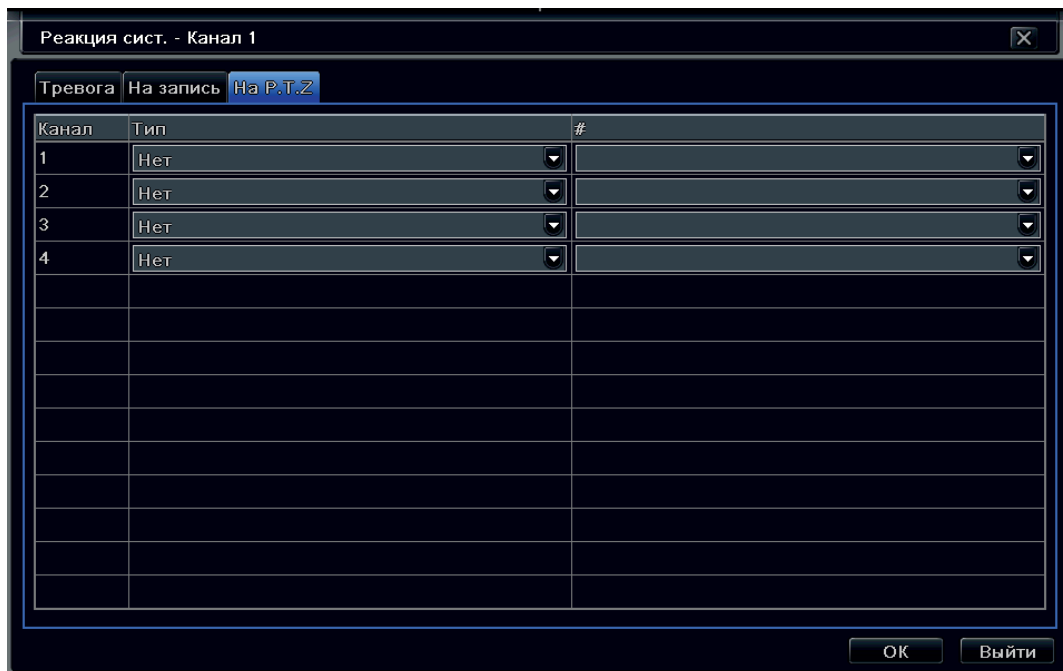 Реакция сист. - Канал 1
Тревога На запись На P.T.Z
Канал Тип #
1 Нет
2 Нет
3 Нет
4 Нет
OK Выйти